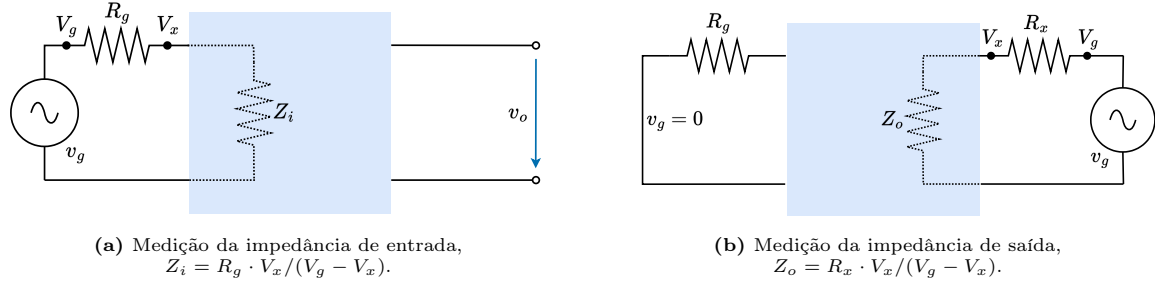 V_g R_g V_x
Z_i
v_g
v_o
(a) Medição da impedância de entrada,
Z_i = R_g · V_x/(V_g − V_x).
R_g
v_g = 0
V_x R_x V_g
Z_o
v_g
(b) Medição da impedância de saída,
Z_o = R_x · V_x/(V_g − V_x).